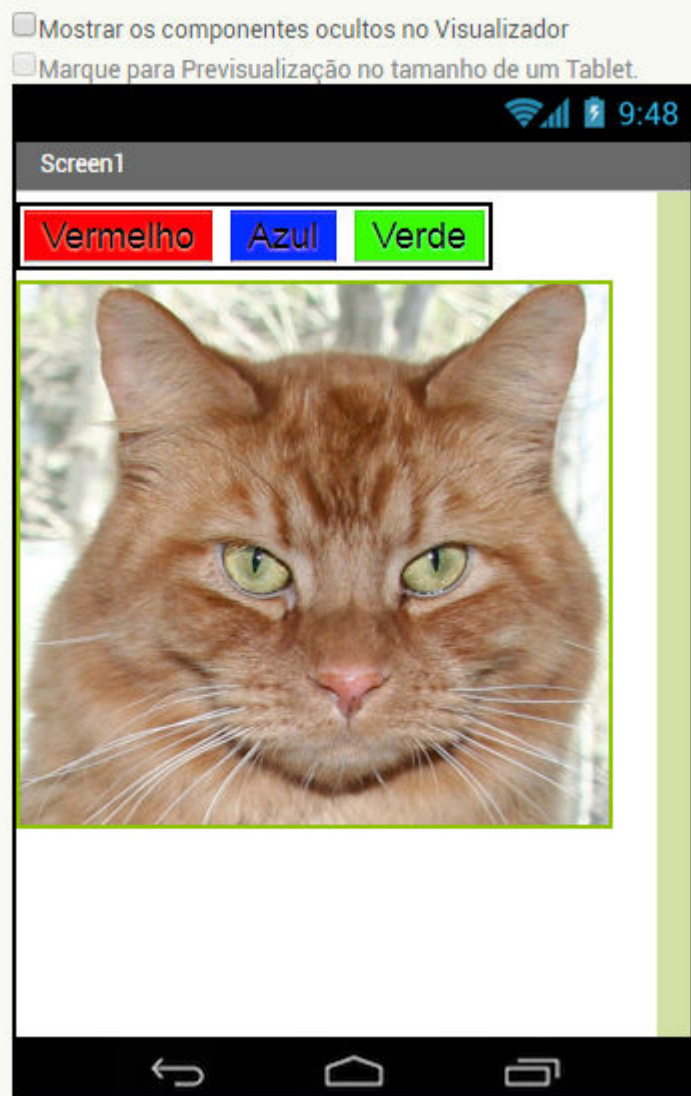 Mostrar os componentes ocultos no Visualizador
Marque para Previsualização no tamanho de um Tablet.
9:48
Screen1
Vermelho Azul Verde